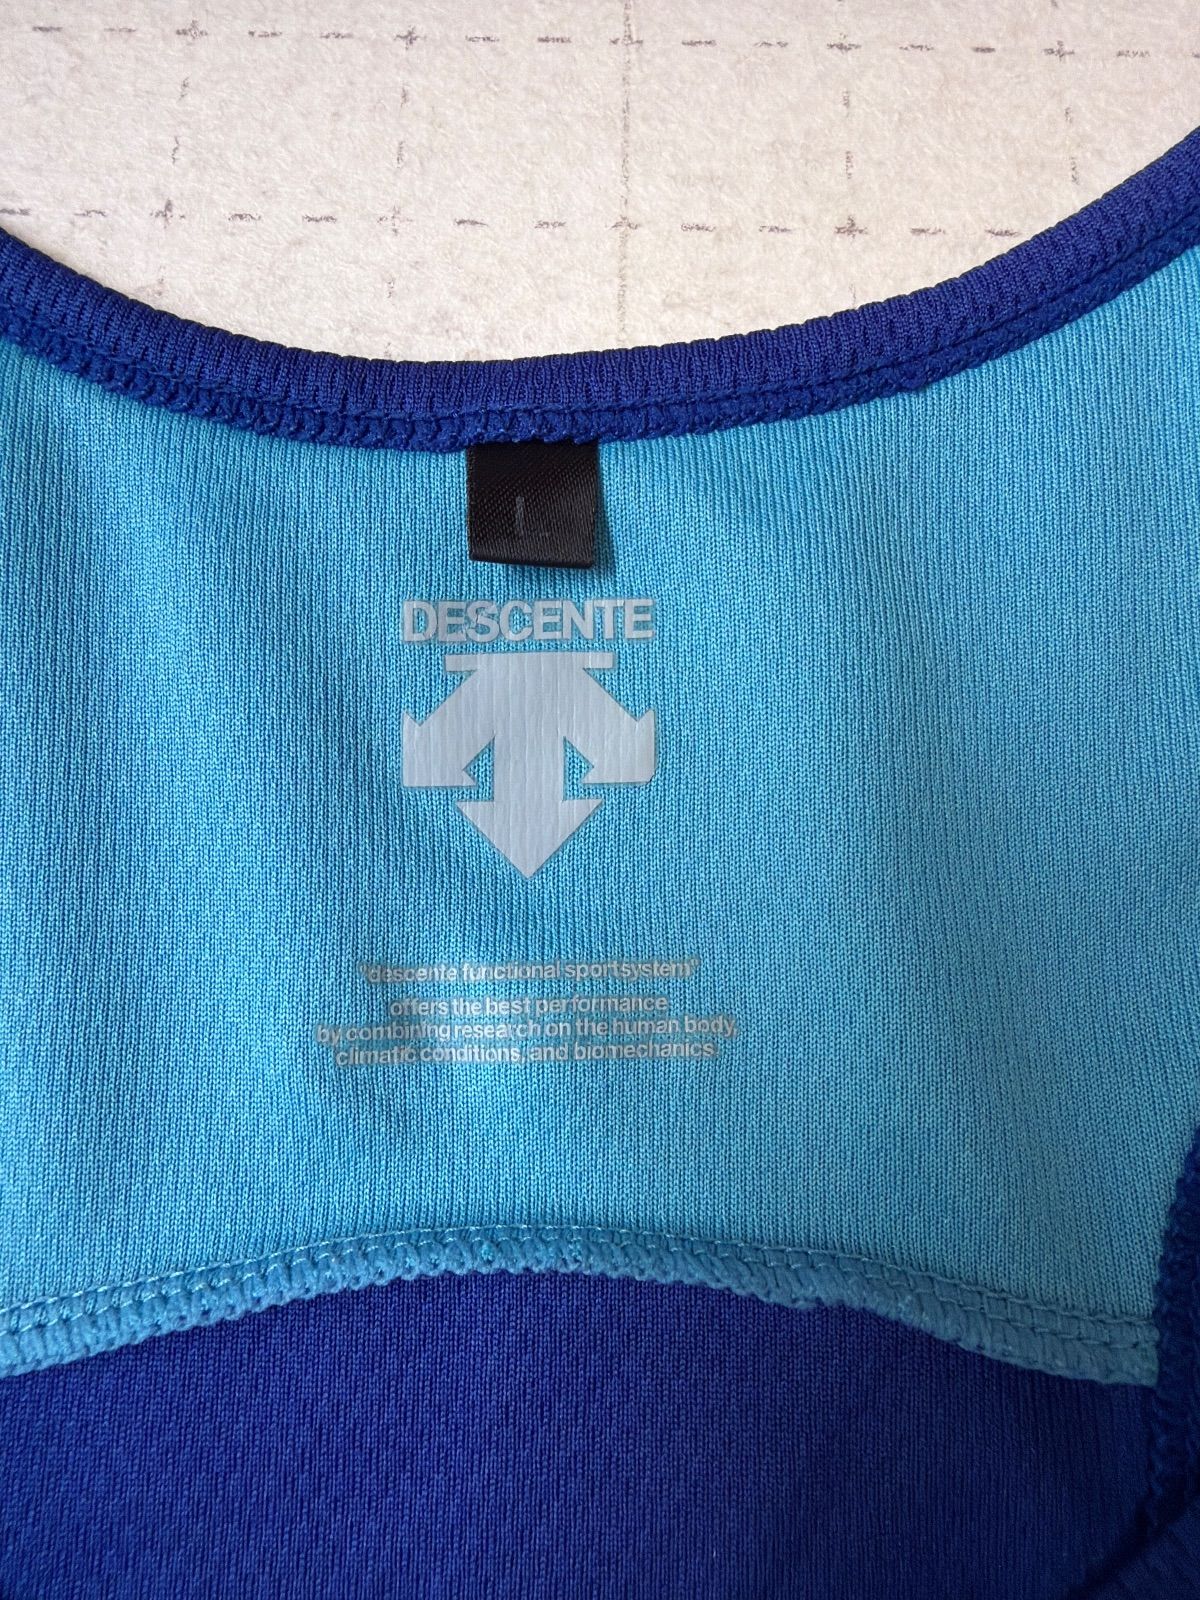 L
DESCENTE
"descente functional sportsystem"
offers the best performance
by combining research on the human body,
climatic conditions, and biomechanics.